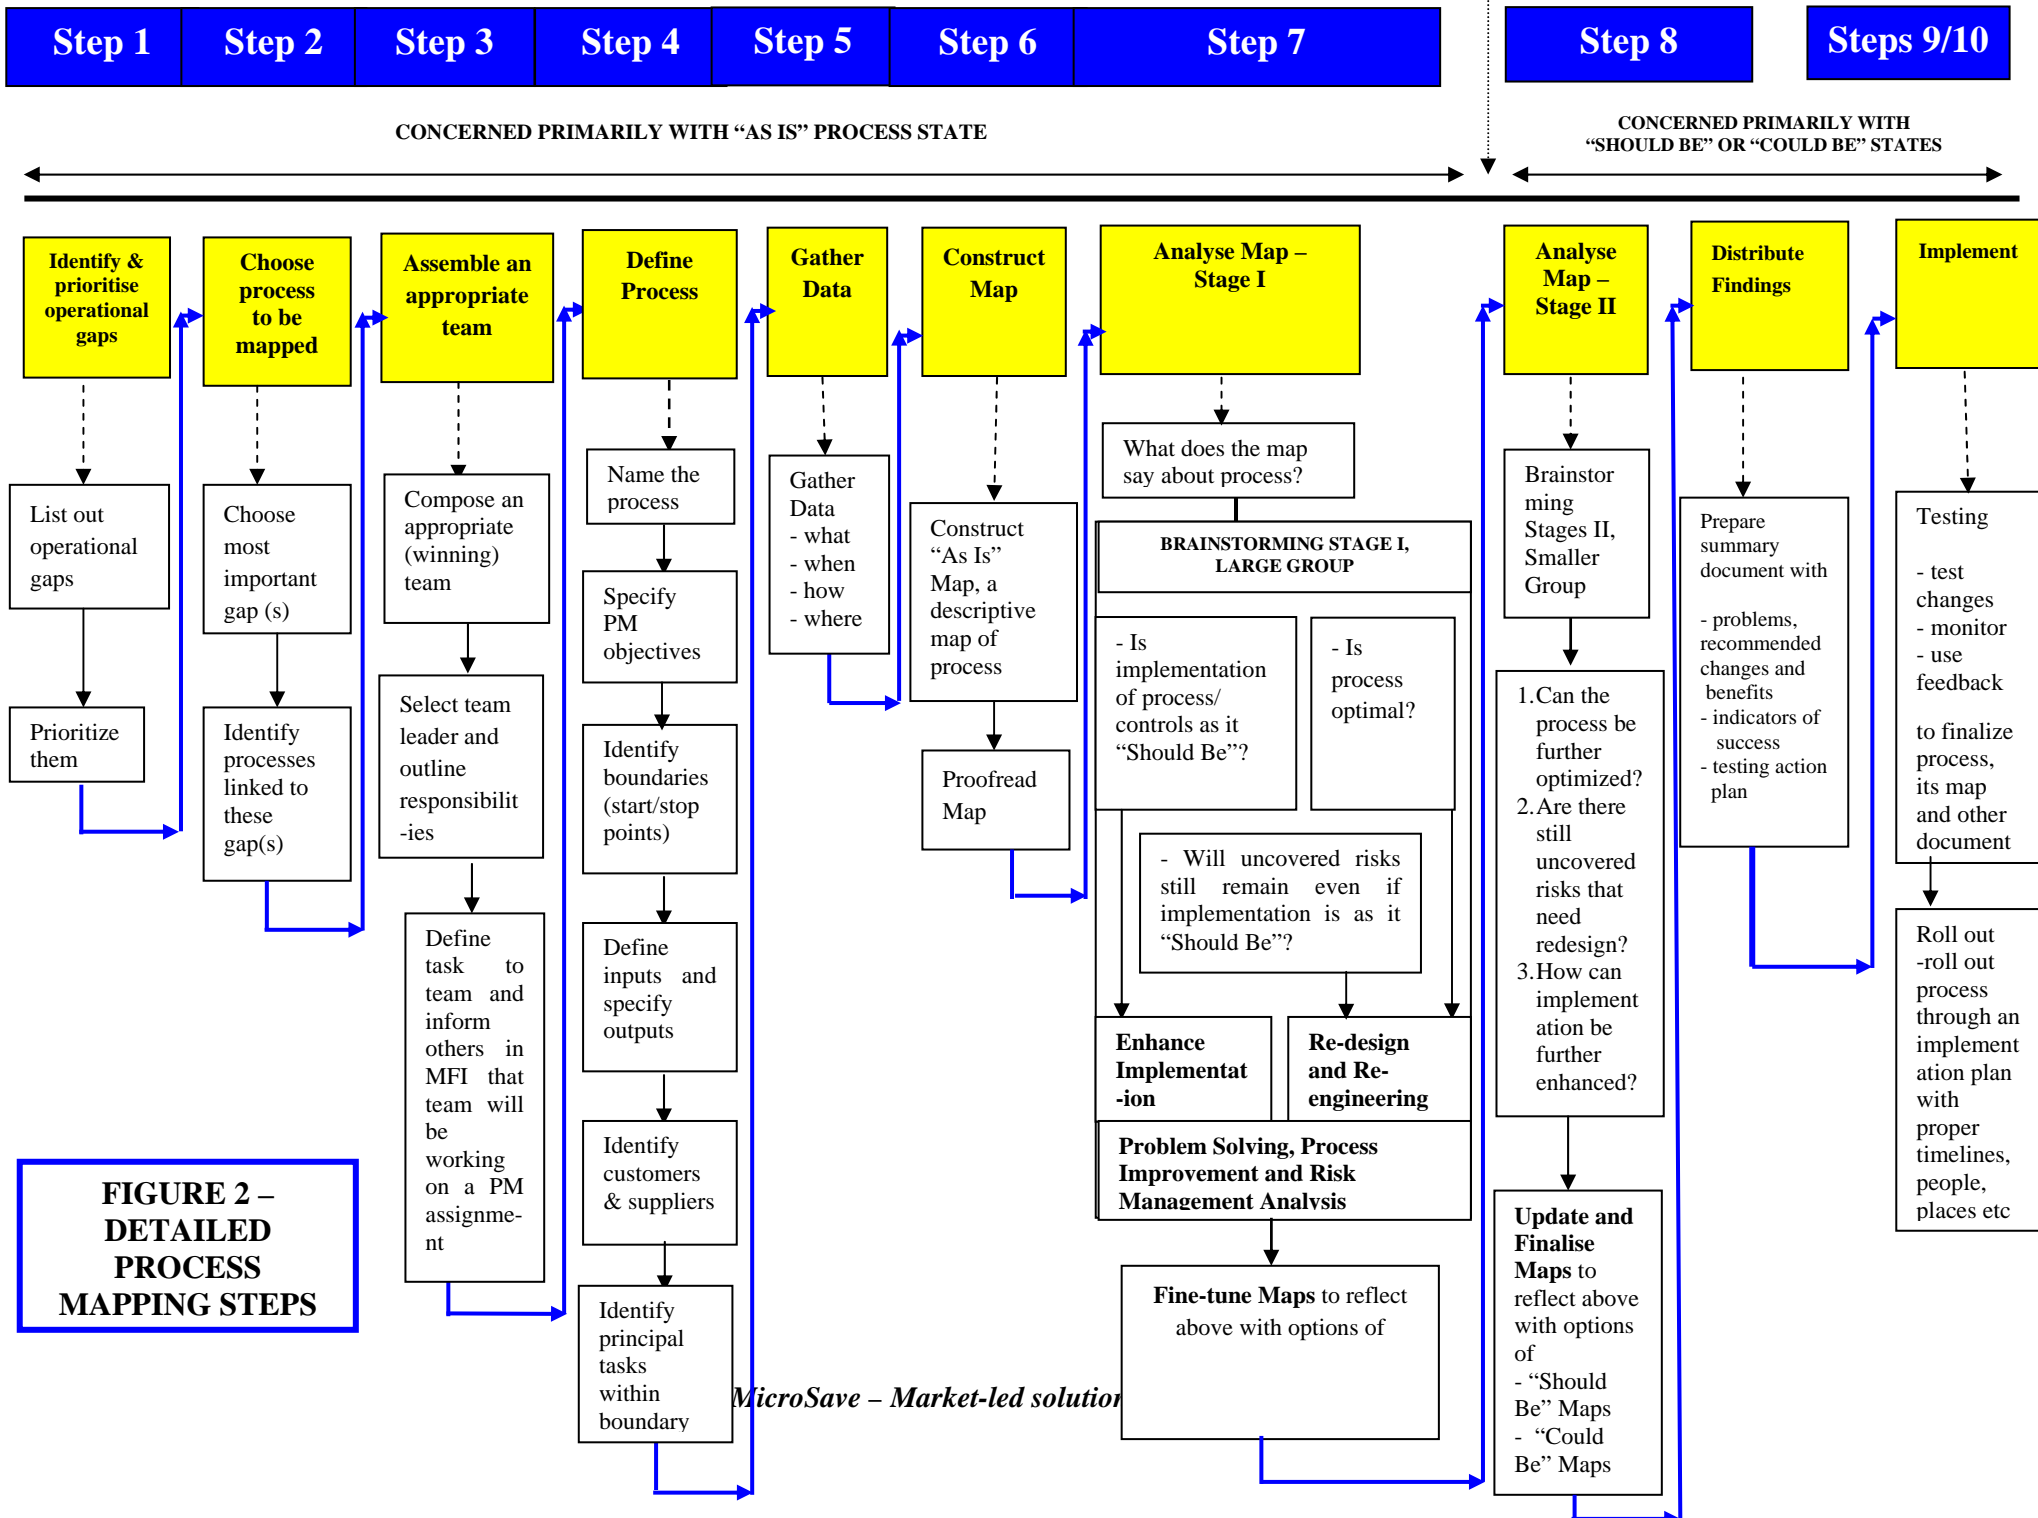 Step 1
Step 2
Step 3
Step 4
Step 5
Step 6
Step 7
Step 8
Steps 9/10
CONCERNED PRIMARILY WITH “AS IS” PROCESS STATE
CONCERNED PRIMARILY WITH
“SHOULD BE” OR “COULD BE” STATES
Identify &
prioritise
operational
gaps
List out
operational
gaps
Prioritize
them
Choose
process
to be
mapped
Choose
most
important
gap (s)
Identify
processes
linked to
these
gap(s)
Assemble an
appropriate
team
Compose an
appropriate
(winning)
team
Select team
leader and
outline
responsibilit
-ies
Define
task to
team and
inform
others in
MFI that
team will
be
working
on a PM
assignme-
nt
Define
Process
Name the
process
Specify
PM
objectives
Identify
boundaries
(start/stop
points)
Define
inputs and
specify
outputs
Identify
customers
& suppliers
Identify
principal
tasks
within
boundary
Gather
Data
Gather
Data
- what
- when
- how
- where
Construct
Map
Construct
“As Is”
Map, a
descriptive
map of
process
Proofread
Map
Analyse Map –
Stage I
What does the map
say about process?
BRAINSTORMING STAGE I,
LARGE GROUP
- Is
implementation
of process/
controls as it
“Should Be”?
- Is
process
optimal?
- Will uncovered risks
still remain even if
implementation is as it
“Should Be”?
Enhance
Implementat
-ion
Re-design
and Re-
engineering
Problem Solving, Process
Improvement and Risk
Management Analysis
Fine-tune Maps to reflect
above with options of
Analyse
Map –
Stage II
Brainstor
ming
Stages II,
Smaller
Group
1.Can the
process be
further
optimized?
2.Are there
still
uncovered
risks that
need
redesign?
3.How can
implement
ation be
further
enhanced?
Update and
Finalise
Maps to
reflect above
with options
of
- “Should
Be” Maps
- “Could
Be” Maps
Distribute
Findings
Prepare
summary
document with
- problems,
recommended
changes and
benefits
- indicators of
success
- testing action
plan
Implement
Testing
- test
changes
- monitor
- use
feedback
to finalize
process,
its map
and other
document
Roll out
-roll out
process
through an
implement
ation plan
with
proper
timelines,
people,
places etc
FIGURE 2 –
DETAILED
PROCESS
MAPPING STEPS
MicroSave – Market-led solution